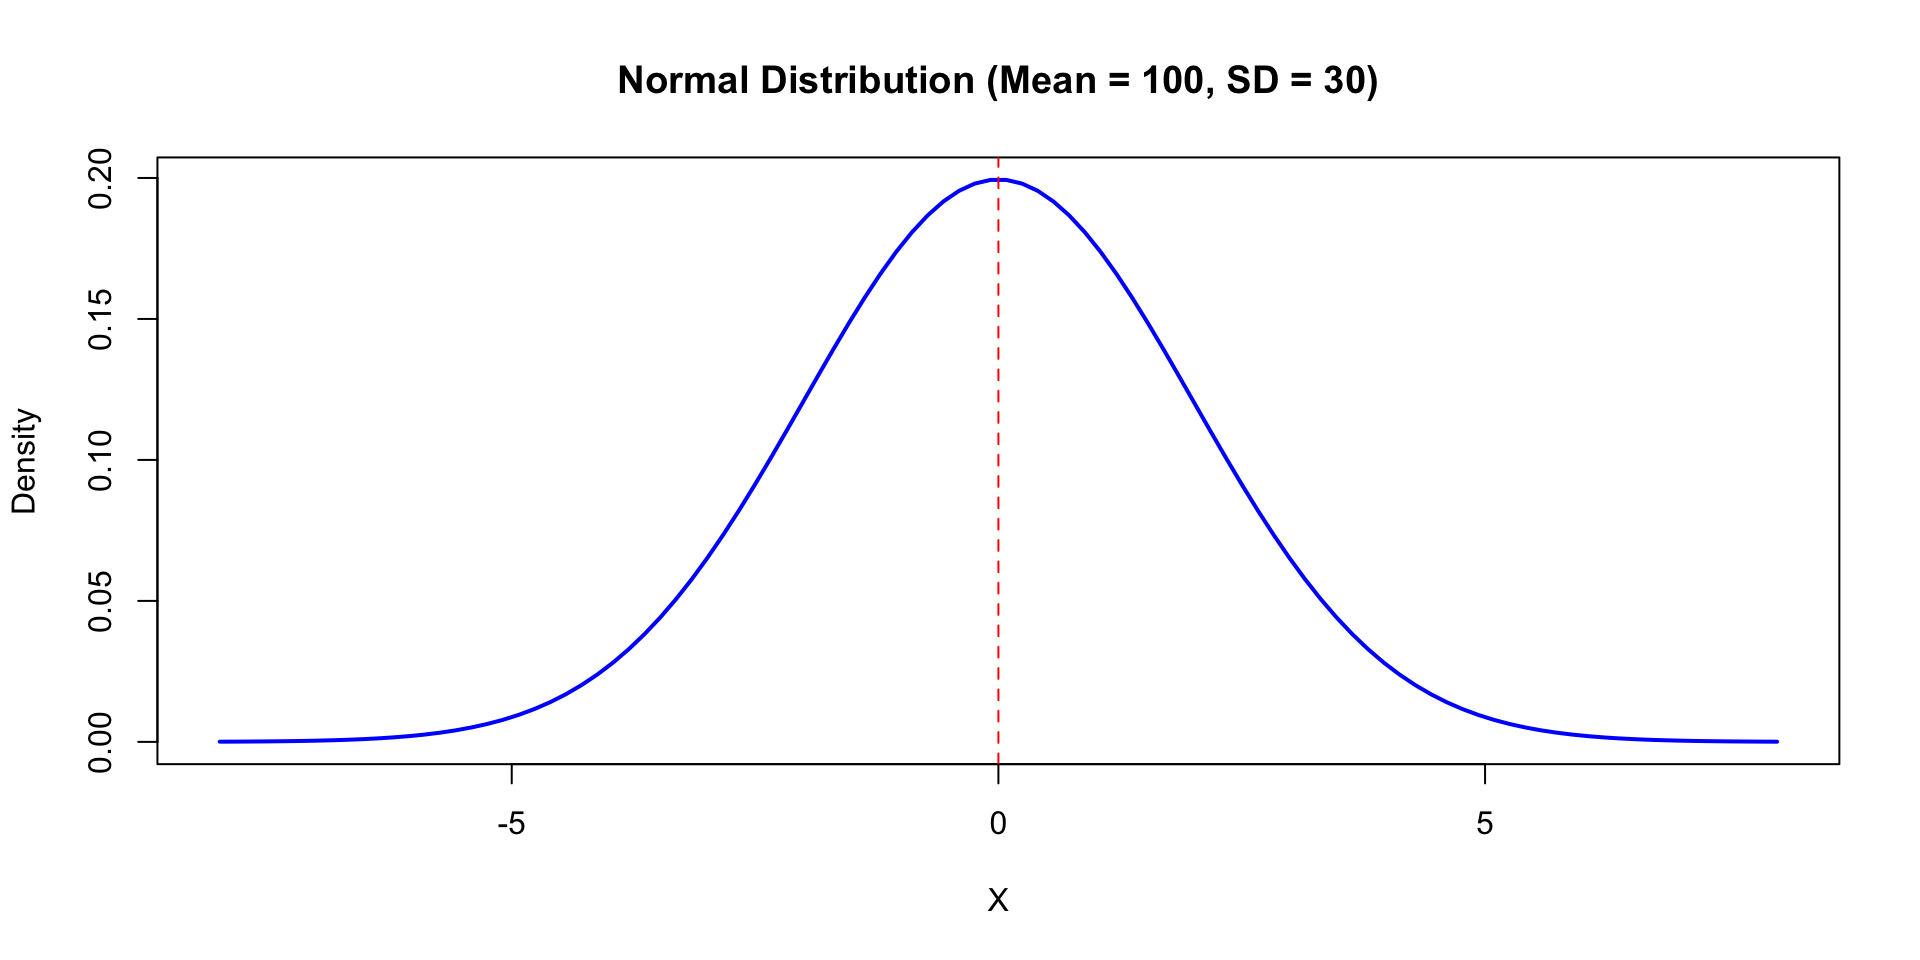 Normal Distribution (Mean = 100, SD = 30)
0.20
0.15
0.10
0.05
0.00
Density
-5 0 5
X